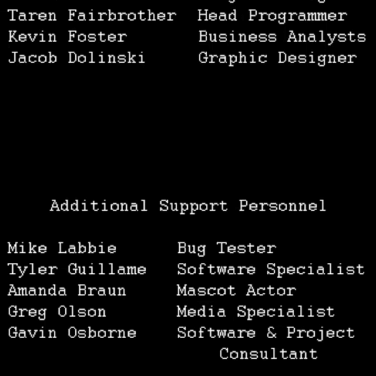 Taren Fairbrother Head Programmer
Kevin Foster Business Analysts
Jacob Dolinski Graphic Designer
Additional Support Personnel
Mike Labbie Bug Tester
Tyler Guillame Software Specialist
Amanda Braun Mascot Actor
Greg Olson Media Specialist
Gavin Osborne Software & Project
Consultant